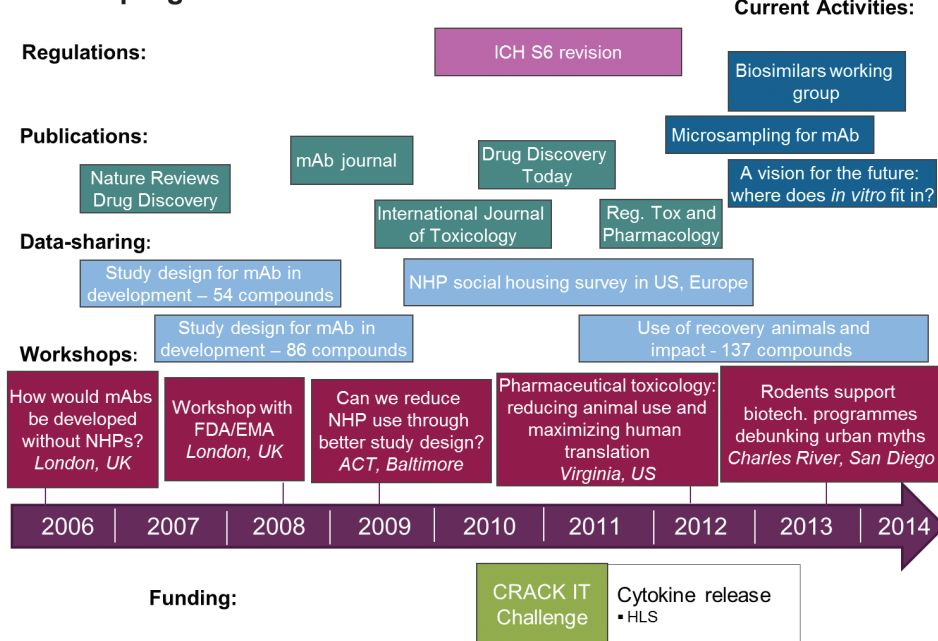 Current Activities:
Regulations:
ICH S6 revision
Biosimilars working
group
Publications:
mAb journal
Drug Discovery
Today
Microsampling for mAb
Nature Reviews
Drug Discovery
A vision for the future:
where does in vitro fit in?
International Journal
of Toxicology
Reg. Tox and
Pharmacology
Data-sharing:
Study design for mAb in
development – 54 compounds
NHP social housing survey in US, Europe
Study design for mAb in
development – 86 compounds
Use of recovery animals and
impact - 137 compounds
Workshops:
How would mAbs
be developed
without NHPs?
London, UK
Workshop with
FDA/EMA
London, UK
Can we reduce
NHP use through
better study design?
ACT, Baltimore
Pharmaceutical toxicology:
reducing animal use and
maximizing human
translation
Virginia, US
Rodents support
biotech. programmes
debunking urban myths
Charles River, San Diego
2006 2007 2008 2009 2010 2011 2012 2013 2014
Funding:
CRACK IT
Challenge
Cytokine release
▪ HLS